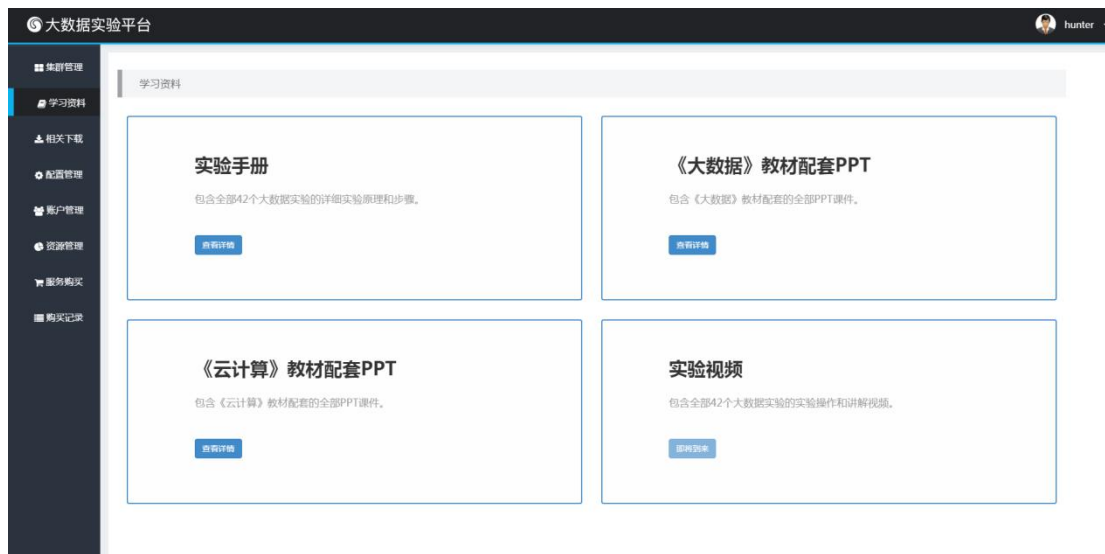 大数据实验平台
hunter
集群管理
学习资料
相关下载
配置管理
账户管理
资源管理
服务购买
购买记录
学习资料
实验手册
包含全部42个大数据实验的详细实验原理和步骤。
查看详情
《大数据》教材配套PPT
包含《大数据》教材配套的全部PPT课件。
查看详情
《云计算》教材配套PPT
包含《云计算》教材配套的全部PPT课件。
查看详情
实验视频
包含全部42个大数据实验的实验操作和讲解视频。
即将到来